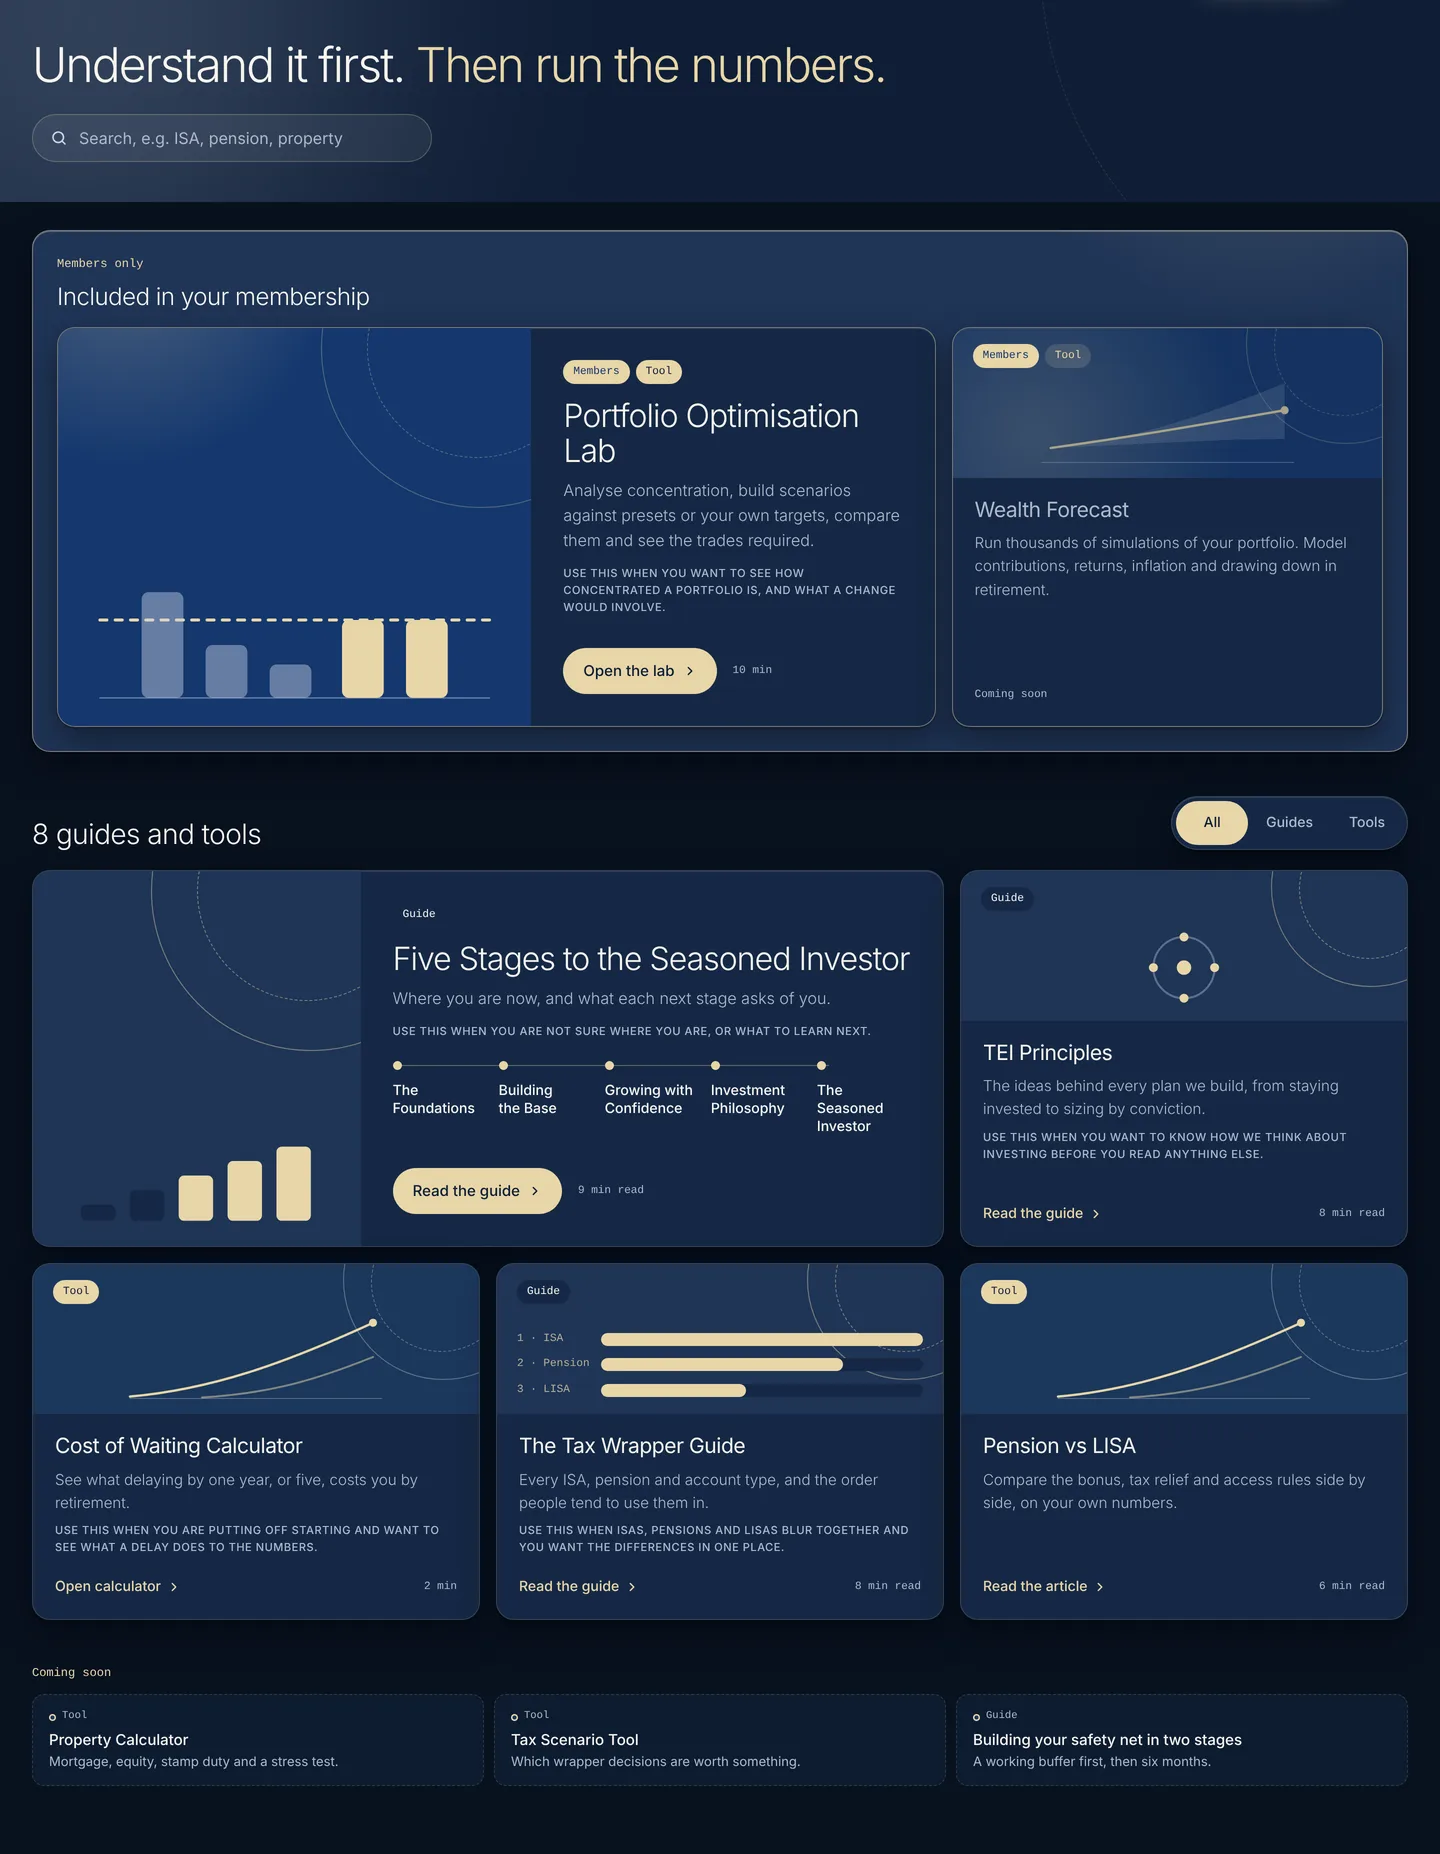 Understand it first. Then run the numbers.
Search, e.g. ISA, pension, property
Members only
Included in your membership
Members
Tool
Portfolio Optimisation
Lab
Analyse concentration, build scenarios
against presets or your own targets, compare
them and see the trades required.
USE THIS WHEN YOU WANT TO SEE HOW
CONCENTRATED A PORTFOLIO IS, AND WHAT A CHANGE
WOULD INVOLVE.
Open the lab
10 min
Members
Tool
Wealth Forecast
Run thousands of simulations of your portfolio. Model
contributions, returns, inflation and drawing down in
retirement.
Coming soon
8 guides and tools
All
Guides
Tools
Guide
Five Stages to the Seasoned Investor
Where you are now, and what each next stage asks of you.
USE THIS WHEN YOU ARE NOT SURE WHERE YOU ARE, OR WHAT TO LEARN NEXT.
The
Foundations
Building
the Base
Growing with
Confidence
Investment
Philosophy
The
Seasoned
Investor
Read the guide
9 min read
Guide
TEI Principles
The ideas behind every plan we build, from staying
invested to sizing by conviction.
USE THIS WHEN YOU WANT TO KNOW HOW WE THINK ABOUT
INVESTING BEFORE YOU READ ANYTHING ELSE.
Read the guide
8 min read
Tool
Cost of Waiting Calculator
See what delaying by one year, or five, costs you by
retirement.
USE THIS WHEN YOU ARE PUTTING OFF STARTING AND WANT TO
SEE WHAT A DELAY DOES TO THE NUMBERS.
Open calculator
2 min
Guide
1 · ISA
2 · Pension
3 · LISA
The Tax Wrapper Guide
Every ISA, pension and account type, and the order
people tend to use them in.
USE THIS WHEN ISAS, PENSIONS AND LISAS BLUR TOGETHER AND
YOU WANT THE DIFFERENCES IN ONE PLACE.
Read the guide
8 min read
Tool
Pension vs LISA
Compare the bonus, tax relief and access rules side by
side, on your own numbers.
Read the article
6 min read
Coming soon
Tool
Property Calculator
Mortgage, equity, stamp duty and a stress test.
Tool
Tax Scenario Tool
Which wrapper decisions are worth something.
Guide
Building your safety net in two stages
A working buffer first, then six months.